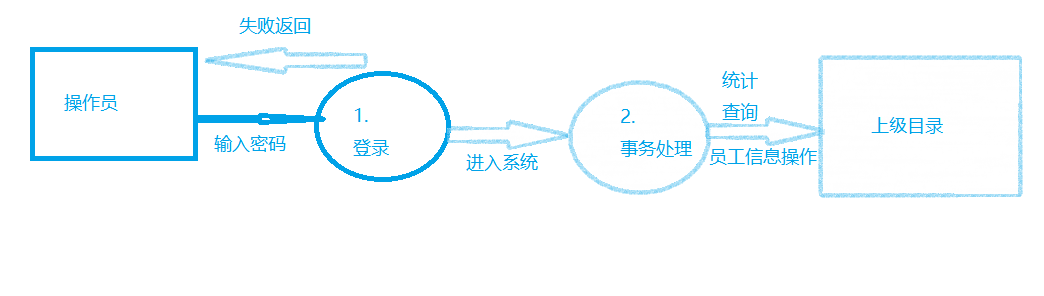 失败返回
操作员
输入密码
1.
登录
进入系统
2.
事务处理
统计
查询
员工信息操作
上级目录